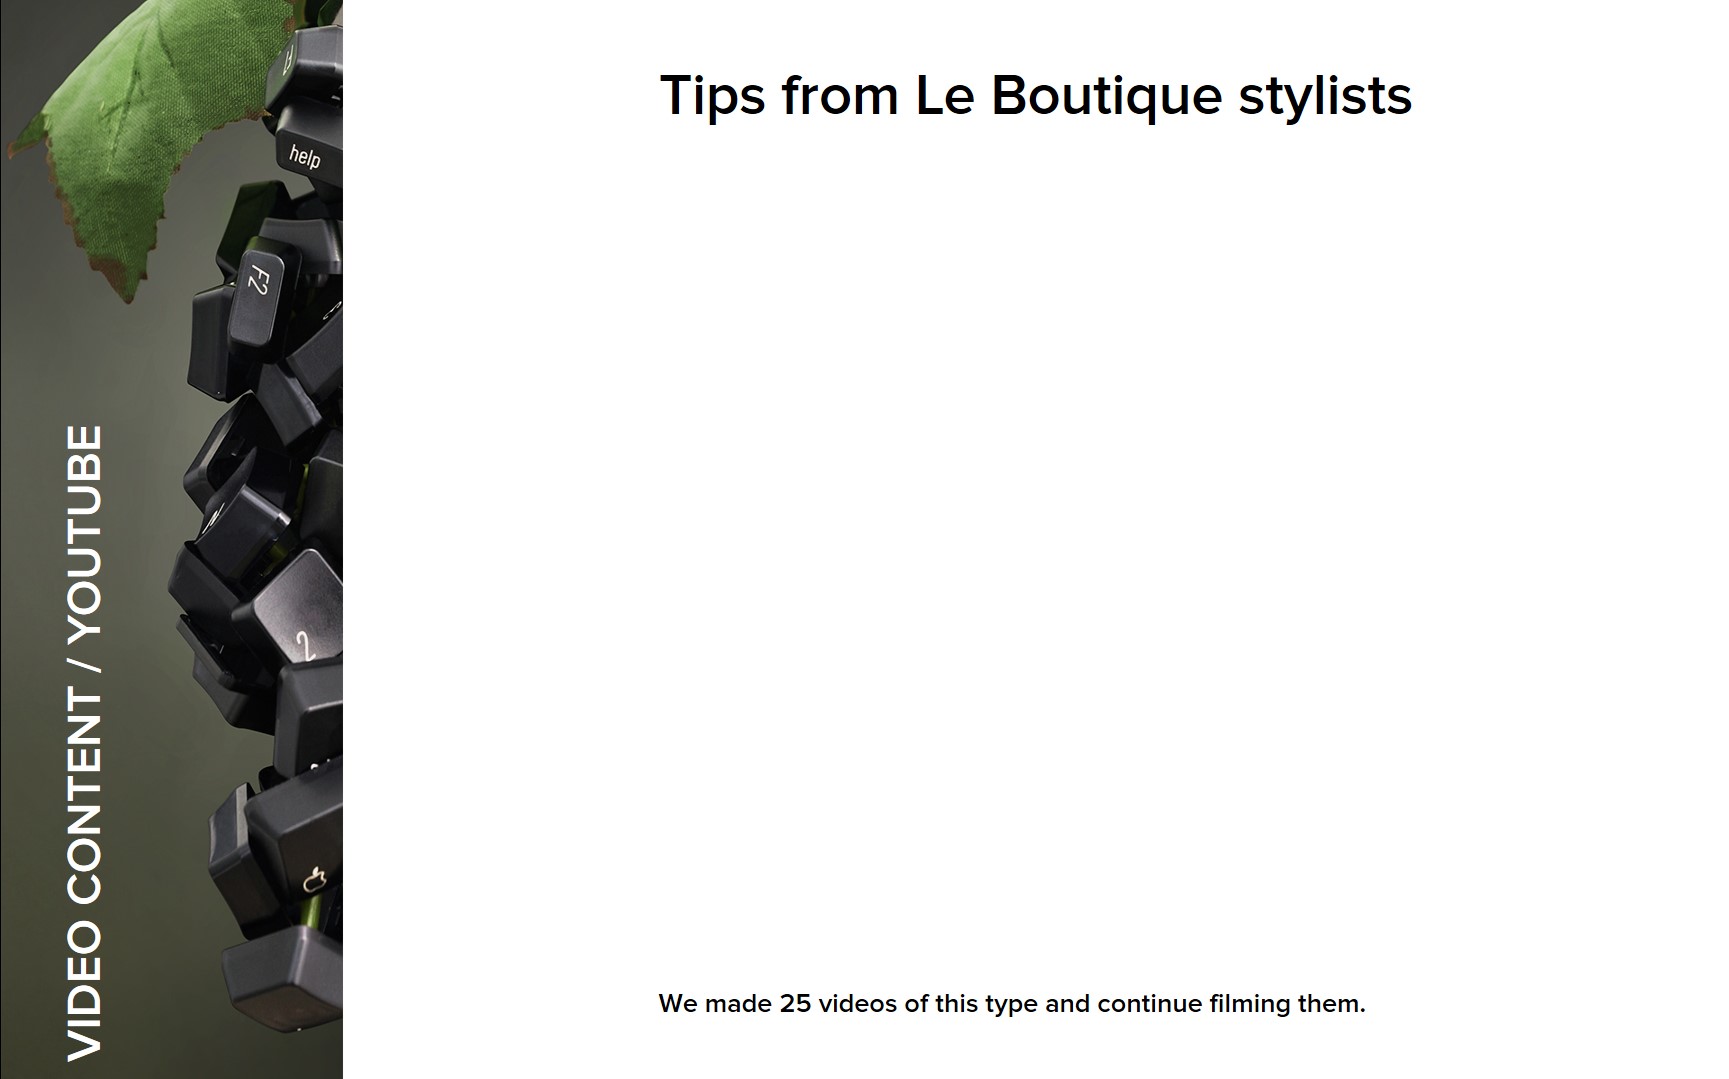 Tips from Le Boutique stylists
help
F2
2
VIDEO CONTENT / YOUTUBE
We made 25 videos of this type and continue filming them.